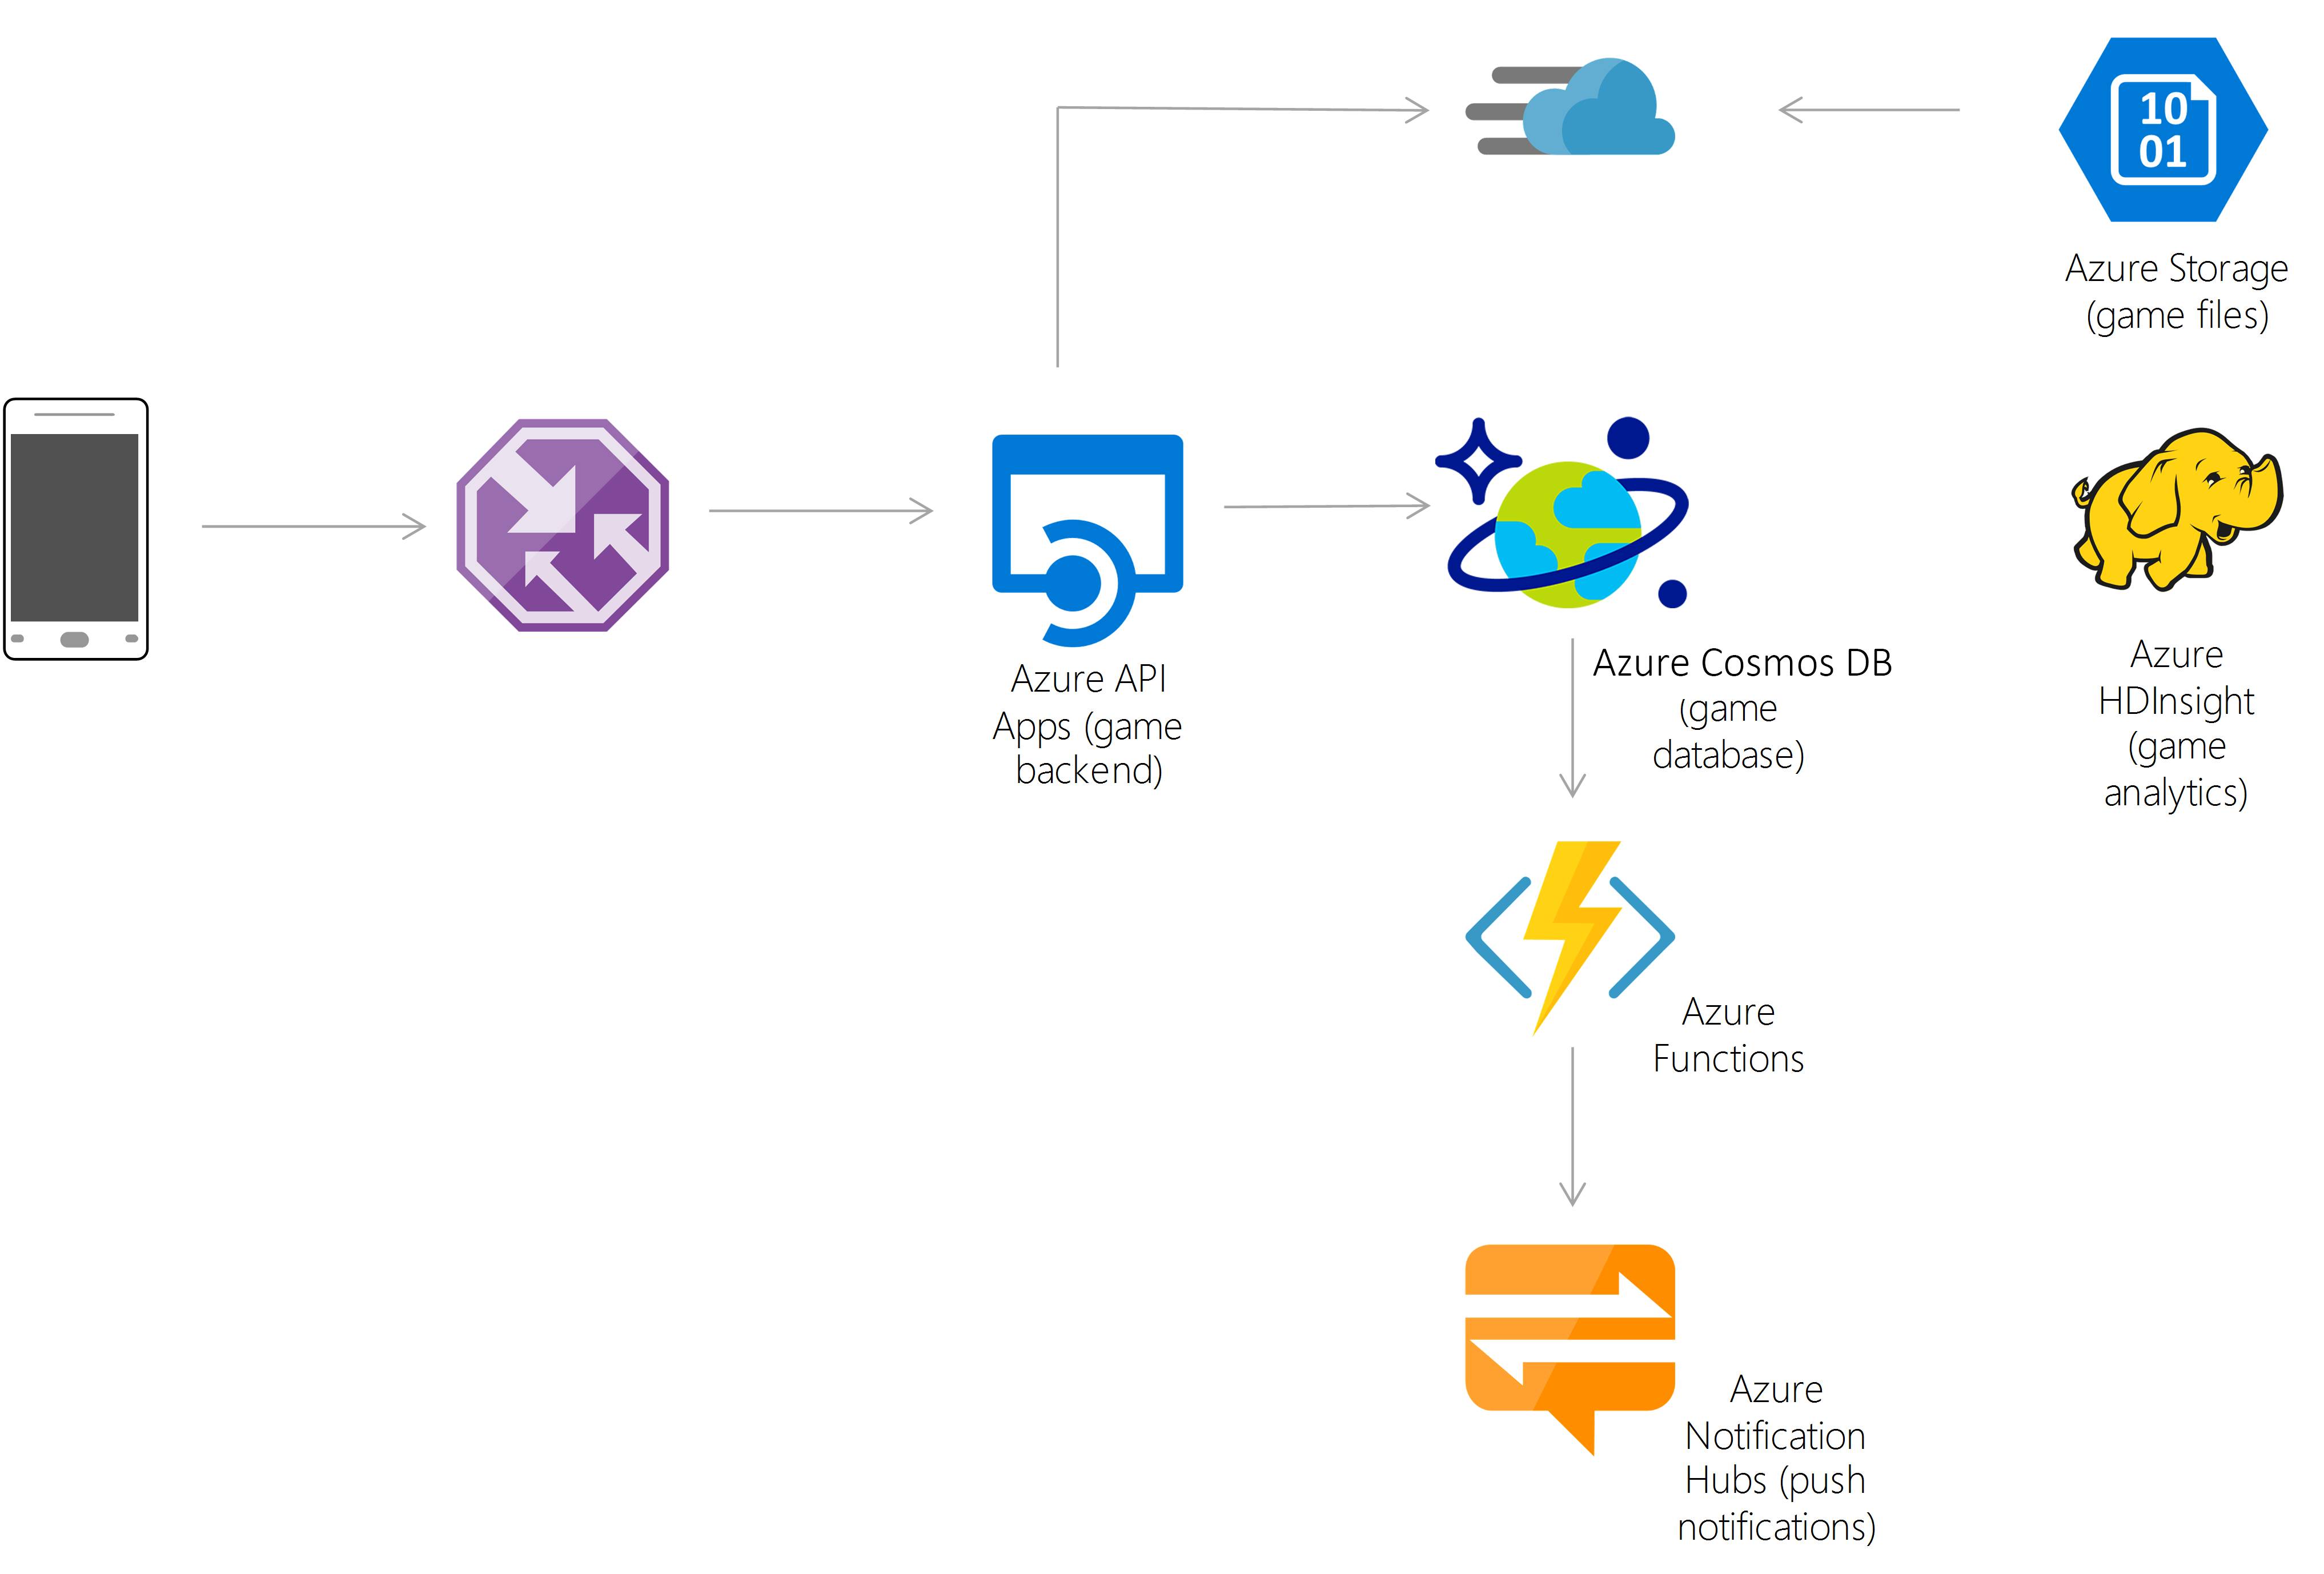 10
01
Azure Storage
(game files)
Azure API
Apps (game
backend)
Azure Cosmos DB
(game
database)
Azure
HDInsight
(game
analytics)
Azure
Functions
Azure
Notification
Hubs (push
notifications)